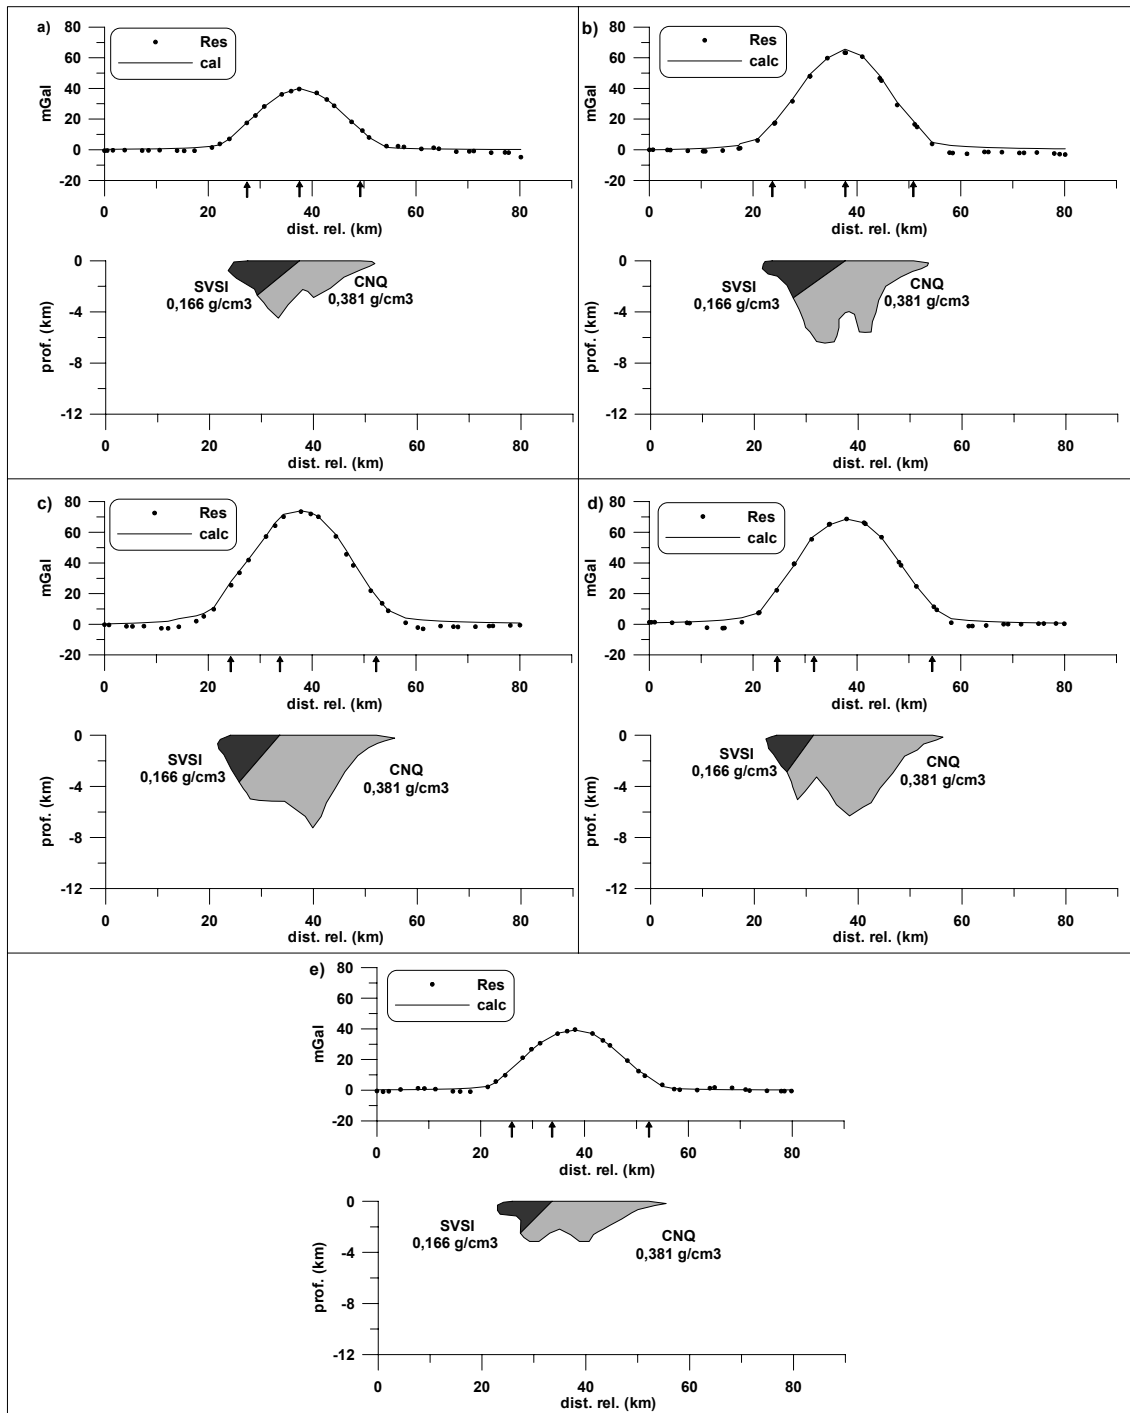 a)
Res
cal
80
60
40
20
0
-20
mGal
0
20
40
60
80
dist. rel. (km)
0
-4
-8
-12
prof. (km)
SVSI
0,166 g/cm3
CNQ
0,381 g/cm3
0
20
40
60
80
dist. rel. (km)
b)
Res
calc
80
60
40
20
0
-20
mGal
0
20
40
60
80
dist. rel. (km)
0
-4
-8
-12
prof. (km)
SVSI
0,166 g/cm3
CNQ
0,381 g/cm3
0
20
40
60
80
dist. rel. (km)
c)
Res
calc
80
60
40
20
0
-20
mGal
0
20
40
60
80
dist. rel. (km)
0
-4
-8
-12
prof. (km)
SVSI
0,166 g/cm3
CNQ
0,381 g/cm3
0
20
40
60
80
dist. rel. (km)
d)
Res
calc
80
60
40
20
0
-20
mGal
0
20
40
60
80
dist. rel. (km)
0
-4
-8
-12
prof. (km)
SVSI
0,166 g/cm3
CNQ
0,381 g/cm3
0
20
40
60
80
dist. rel. (km)
e)
Res
calc
80
60
40
20
0
-20
mGal
0
20
40
60
80
dist. rel. (km)
0
-4
-8
-12
prof. (km)
SVSI
0,166 g/cm3
CNQ
0,381 g/cm3
0
20
40
60
80
dist. rel. (km)